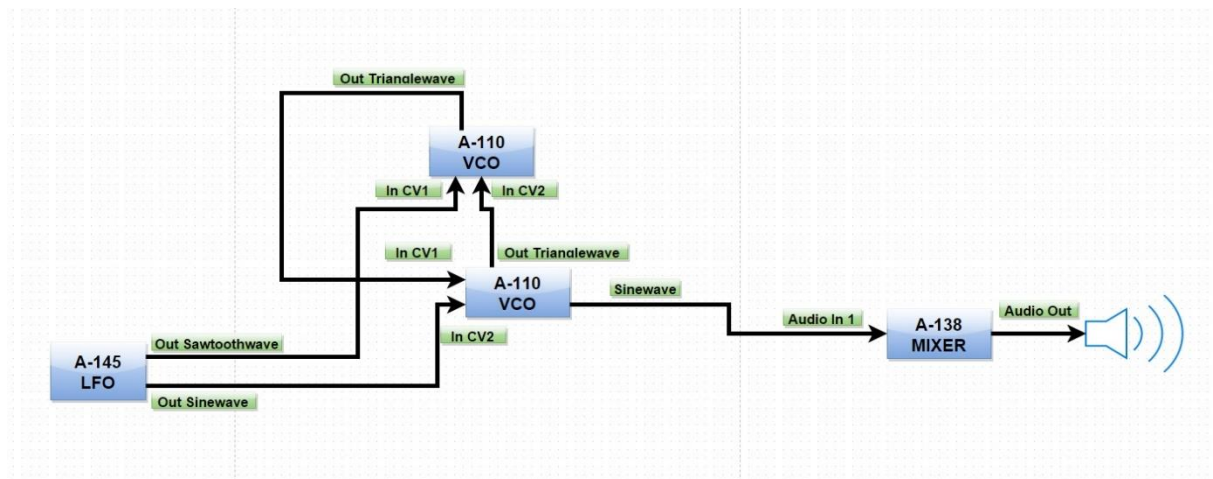 Out Trianglewave
A-110
VCO
In CV1
In CV2
In CV1
Out Trianglewave
A-110
VCO
Sinewave
Audio In 1
A-138
MIXER
Audio Out
In CV2
Out Sawtoothwave
A-145
LFO
Out Sinewave